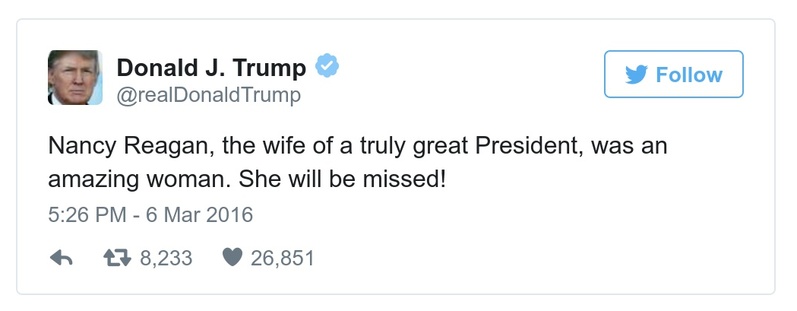 Donald J. Trump
@realDonaldTrump
Follow
Nancy Reagan, the wife of a truly great President, was an
amazing woman. She will be missed!
5:26 PM - 6 Mar 2016
8,233 26,851